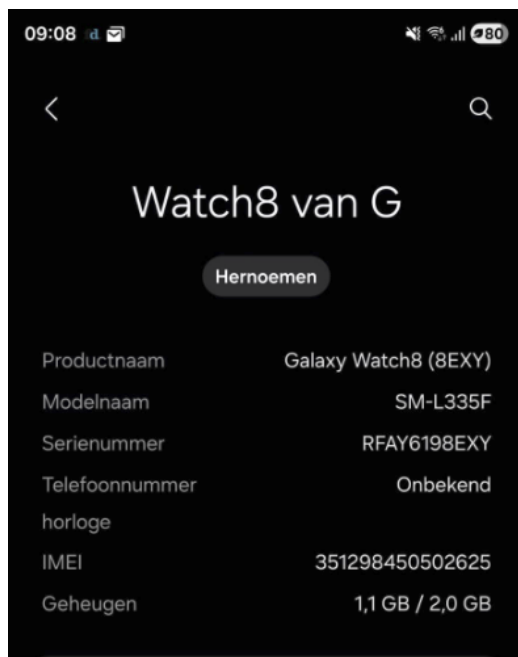 09:08 d 80
Watch8 van G
Hernoemen
Productnaam Galaxy Watch8 (8EXY)
Modelnaam SM-L335F
Serienummer RFAY6198EXY
Telefoonnummer Onbekend
horloge
IMEI 351298450502625
Geheugen 1,1 GB / 2,0 GB